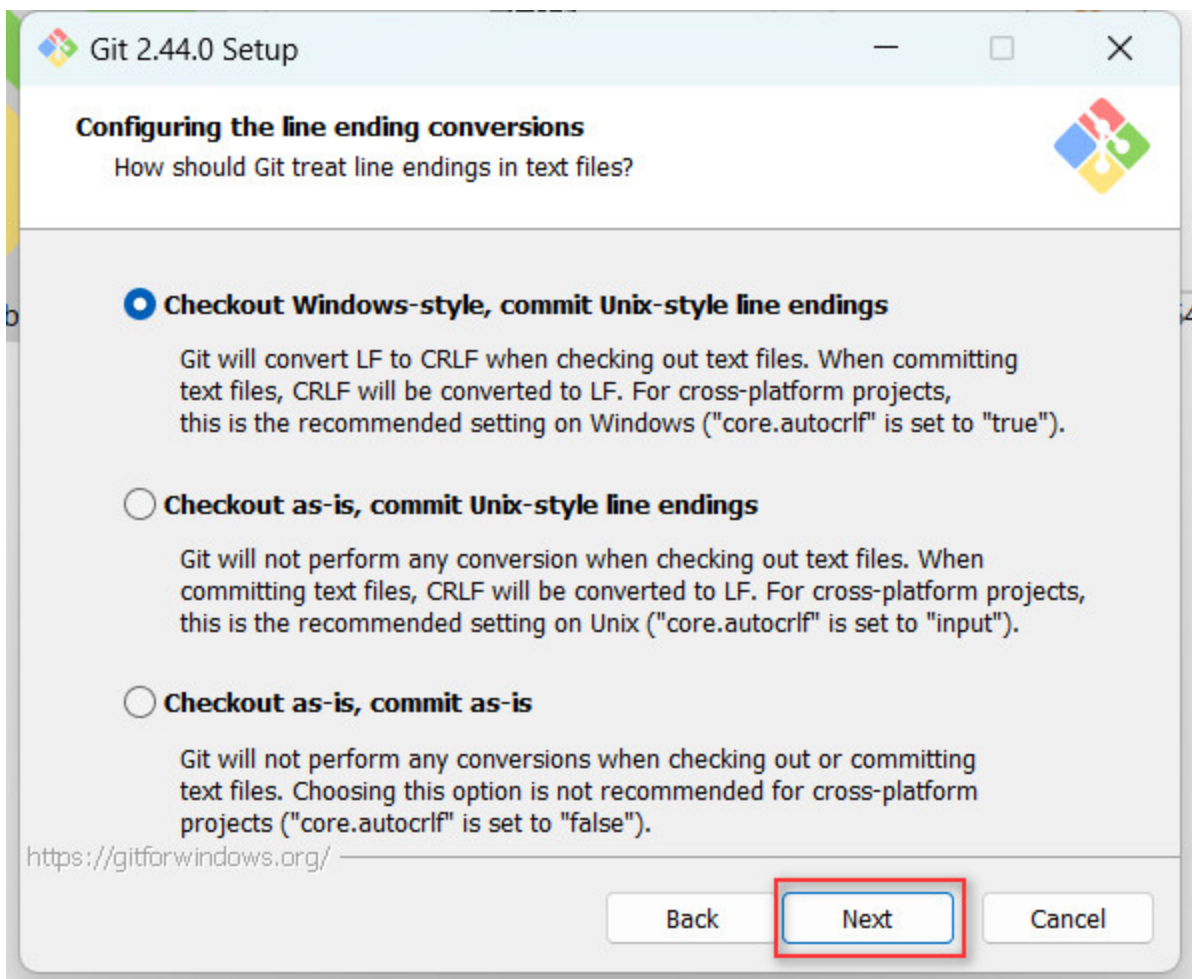 Git 2.44.0 Setup
Configuring the line ending conversions
How should Git treat line endings in text files?
Checkout Windows-style, commit Unix-style line endings
Git will convert LF to CRLF when checking out text files. When committing
text files, CRLF will be converted to LF. For cross-platform projects,
this is the recommended setting on Windows ("core.autocrlf" is set to "true").
Checkout as-is, commit Unix-style line endings
Git will not perform any conversion when checking out text files. When
committing text files, CRLF will be converted to LF. For cross-platform projects,
this is the recommended setting on Unix ("core.autocrlf" is set to "input").
Checkout as-is, commit as-is
Git will not perform any conversions when checking out or committing
text files. Choosing this option is not recommended for cross-platform
projects ("core.autocrlf" is set to "false").
https://gitforwindows.org/
Back Next Cancel